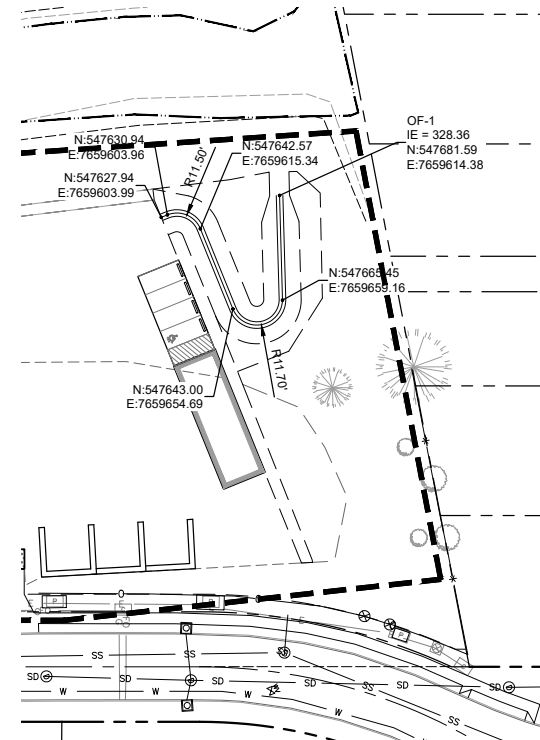 OF-1
IE = 328.36
N:547681.59
E:7659614.38
N:547630.94
E:7659603.96
N:547642.57
E:7659615.34
R11.50'
N:547627.94
E:7659603.99
N:547665.45
E:7659659.16
R11.70'
N:547643.00
E:7659654.69
P
P
P
E
SS SS SS
SD SD SD SD SD
W W W W W
SS
SS